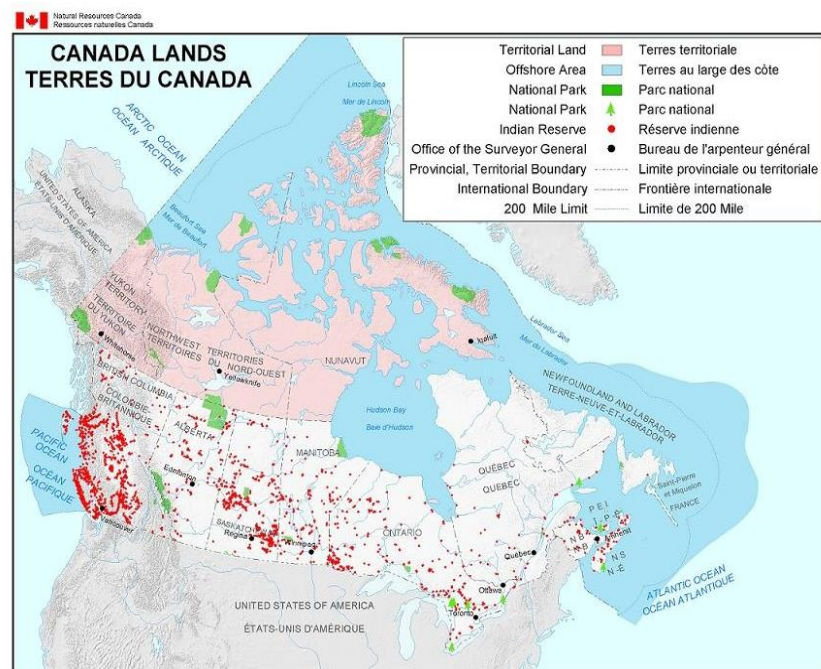 Natural Resources Canada
Ressources naturelles Canada
CANADA LANDS
TERRES DU CANADA
Territorial Land
Terres territoriale
Offshore Area
Terres au large des côte
National Park
Parc national
National Park
Parc national
Indian Reserve
Réserve indienne
Office of the Surveyor General
Bureau de l'arpenteur général
Provincial, Territorial Boundary
Limite provinciale ou territoriale
International Boundary
Frontière internationale
200 Mile Limit
Limite de 200 Mile
Lincoln Sea
Mer de Lincoln
ARCTIC OCEAN
OCÉAN ARCTIQUE
Beaufort Sea
Mer de Beaufort
ALASKA
UNITED STATES OF AMERICA
ÉTATS-UNIS D'AMÉRIQUE
YUKON
TERRITORY
TERRITOIRE
DU YUKON
Whitehorse
NORTHWEST TERRITORIES
TERRITOIRES DU NORD-OUEST
Yellowknife
NUNAVUT
Iqaluit
Labrador Sea
Mer du Labrador
NEWFOUNDLAND AND LABRADOR
TERRE-NEUVE-ET-LABRADOR
BRITISH COLUMBIA
COLOMBIE-
BRITANNIQUE
ALBERTA
Hudson Bay
Baie d'Hudson
PACIFIC
OCEAN
OCÉAN
PACIFIQUE
MANITOBA
Edmonton
QUÉBEC
QUEBEC
Saint-Pierre
et Miquelon
FRANCE
Vancouver
Regina
Winnipeg
ONTARIO
P E I
N B
N-B
Amherst
N S
N-É
Québec
Ottawa
Toronto
ATLANTIC OCEAN
OCÉAN ATLANTIQUE
UNITED STATES OF AMERICA
ÉTATS-UNIS D'AMÉRIQUE